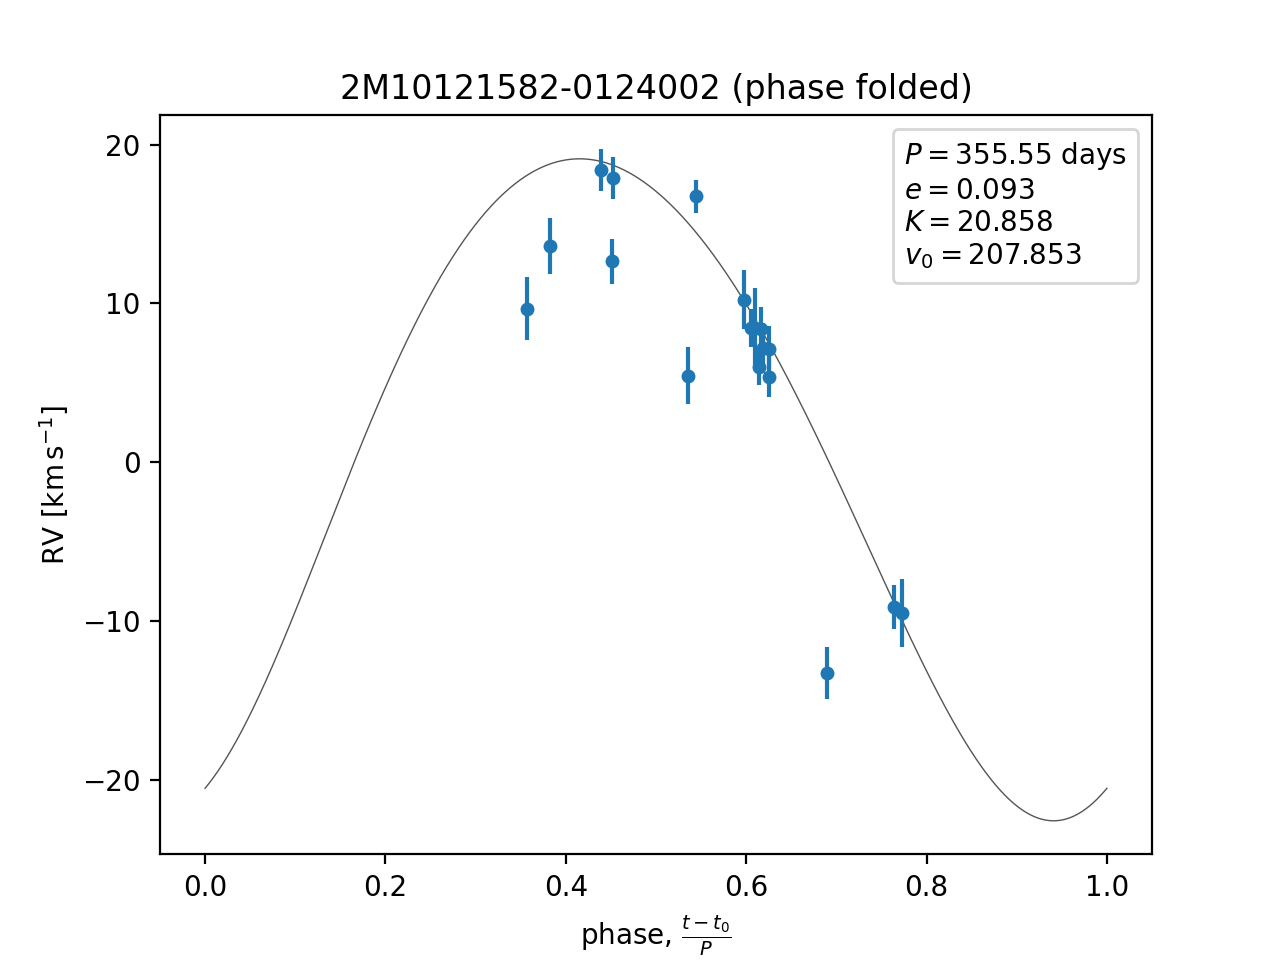 2M10121582-0124002 (phase folded)
P = 355.55 days
e = 0.093
K = 20.858
v₀ = 207.853
RV [km s⁻¹]
20
10
0
−10
−20
0.0 0.2 0.4 0.6 0.8 1.0
phase, (t − t₀)/P